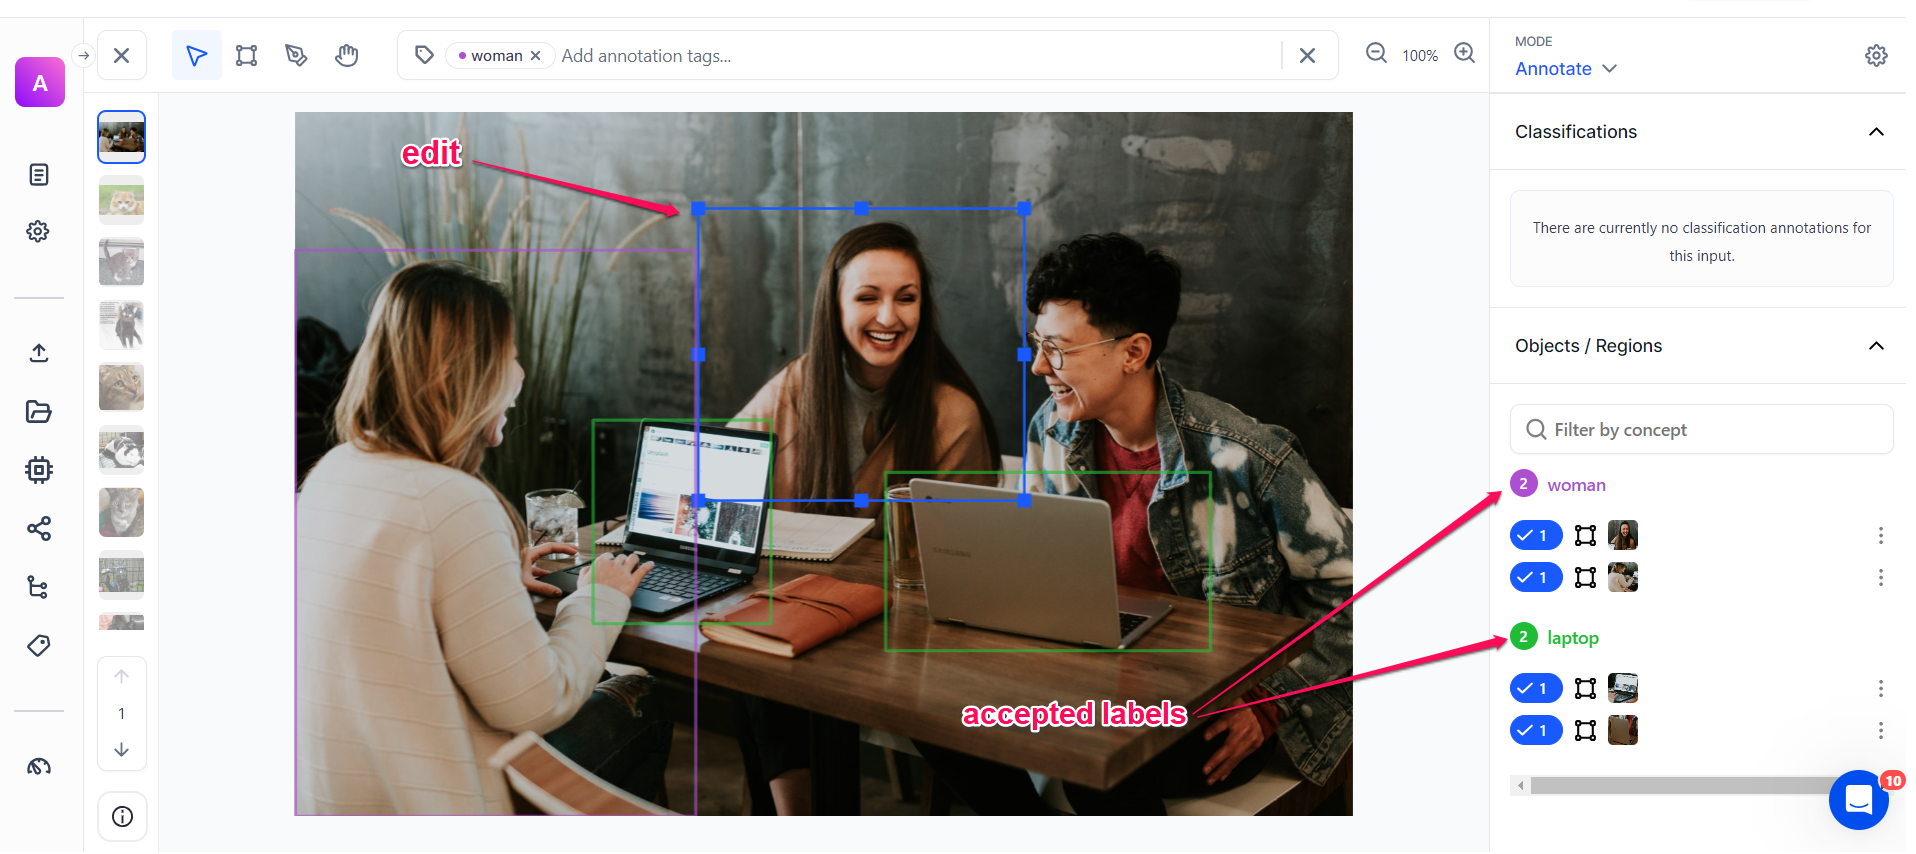 A
woman
Add annotation tags...
100%
MODE
Annotate
Classifications
There are currently no classification annotations for
this input.
Objects / Regions
Filter by concept
2 woman
1
1
2 laptop
1
1
edit
accepted labels
1
10